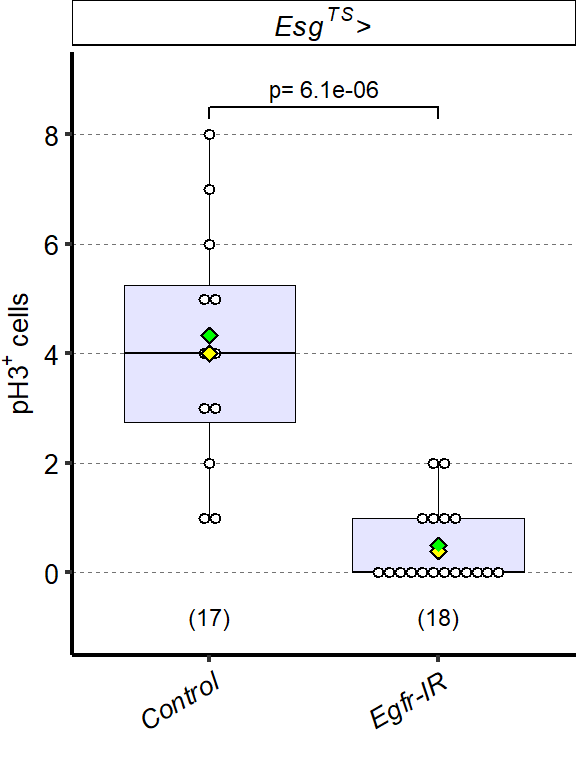 Esg^TS>
p= 6.1e-06
8
6
4
2
0
pH3⁺ cells
(17)
(18)
Control
Egfr-IR